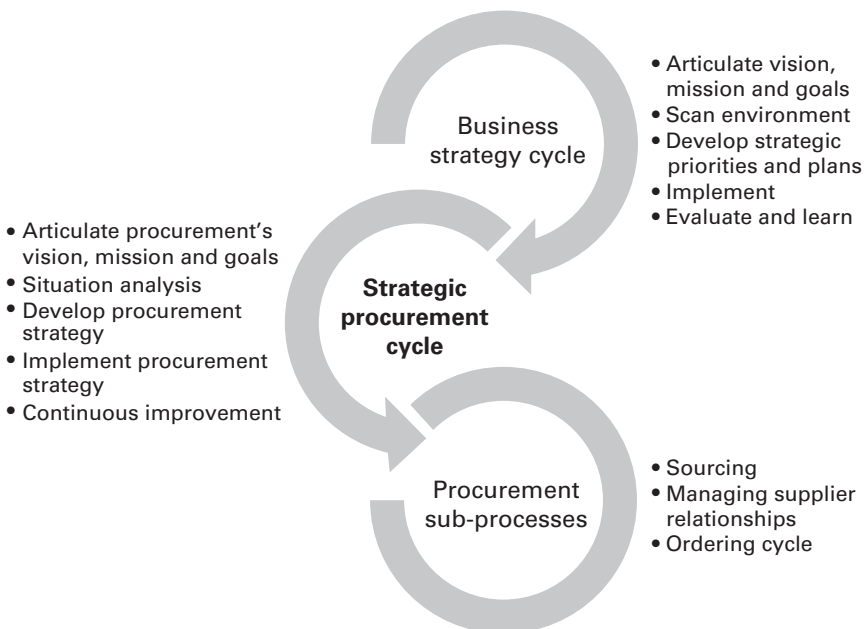 Business
strategy cycle
• Articulate vision,
mission and goals
• Scan environment
• Develop strategic
priorities and plans
• Implement
• Evaluate and learn
• Articulate procurement's
vision, mission and goals
• Situation analysis
• Develop procurement
strategy
• Implement procurement
strategy
• Continuous improvement
Strategic
procurement
cycle
Procurement
sub-processes
• Sourcing
• Managing supplier
relationships
• Ordering cycle